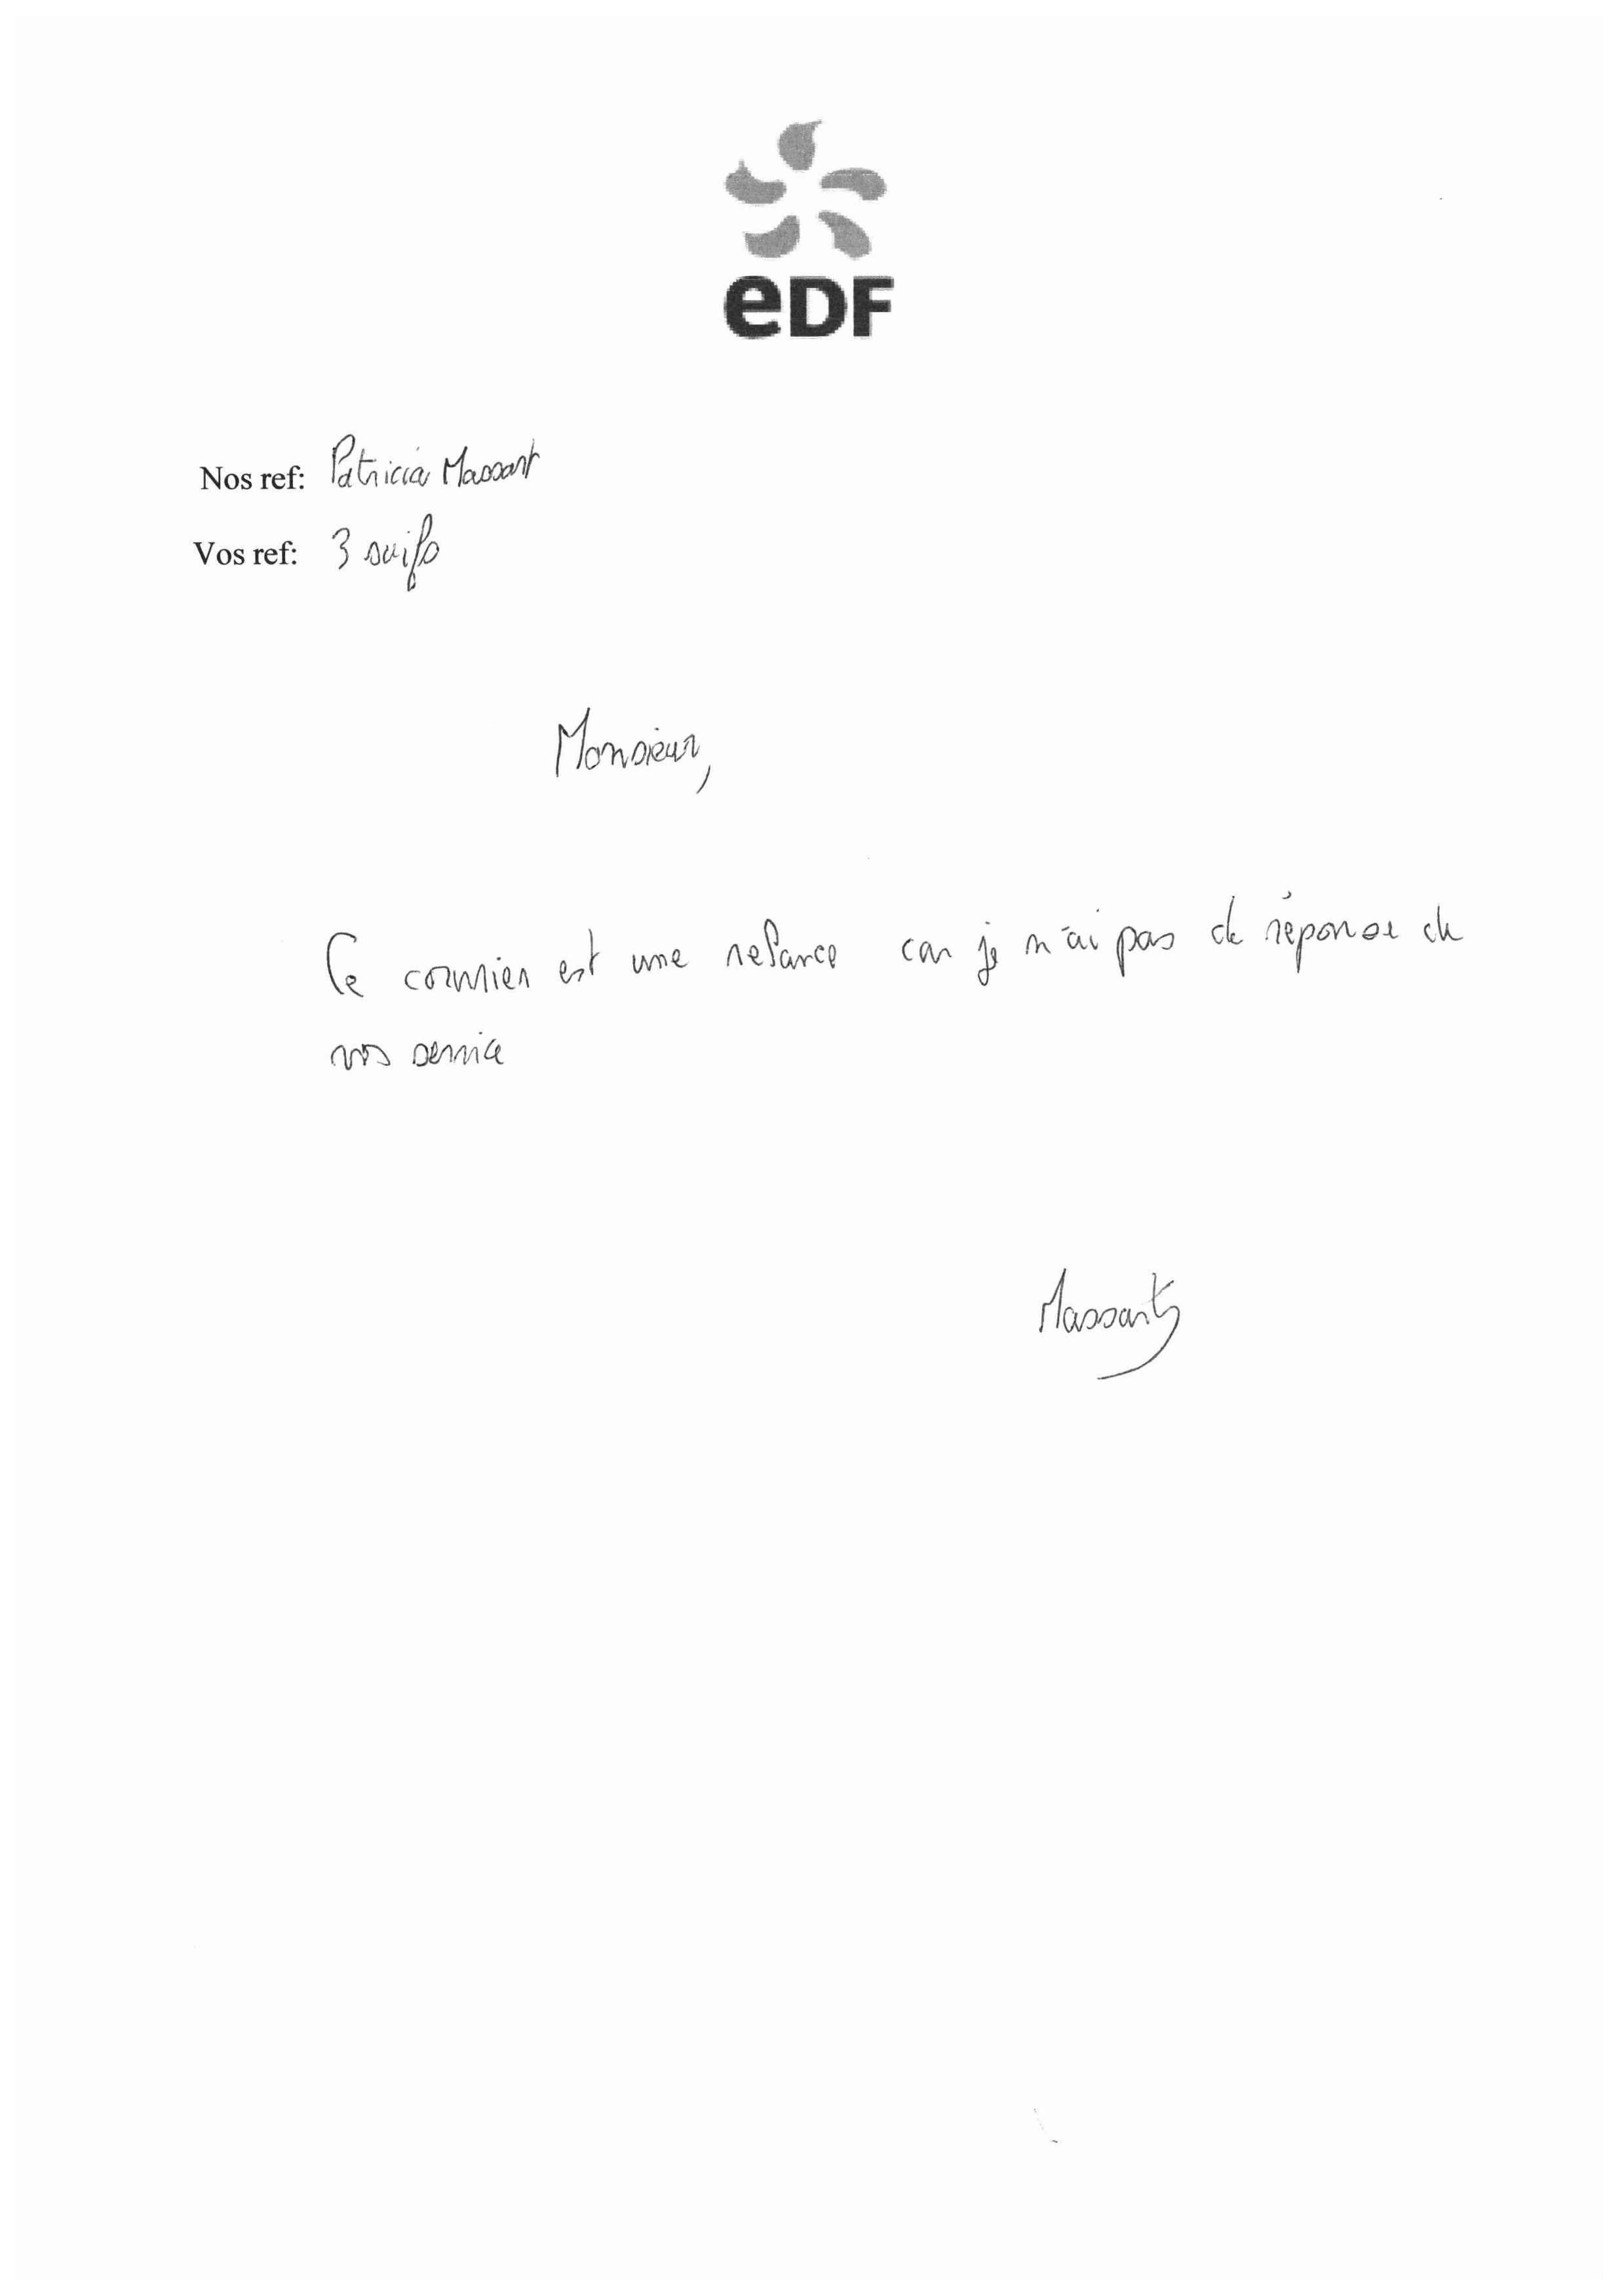 eDF
Nos ref: Patricia Massart
Vos ref: 3 suifs
Monsieur,
Ce courrier est une relance car je n'ai pas de réponse de
vos service
Massart